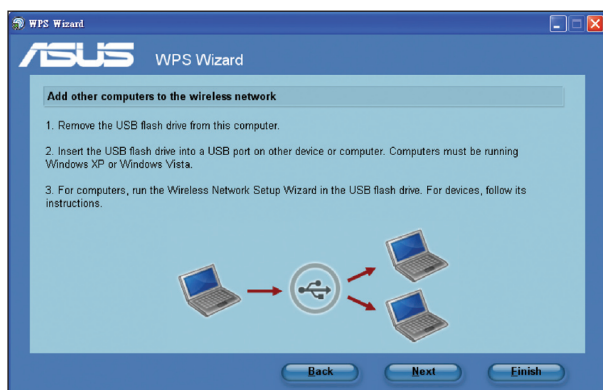 WPS Wizard
ASUS WPS Wizard
Add other computers to the wireless network
1. Remove the USB flash drive from this computer.
2. Insert the USB flash drive into a USB port on other device or computer. Computers must be running
Windows XP or Windows Vista.
3. For computers, run the Wireless Network Setup Wizard in the USB flash drive. For devices, follow its
instructions.
Back Next Finish